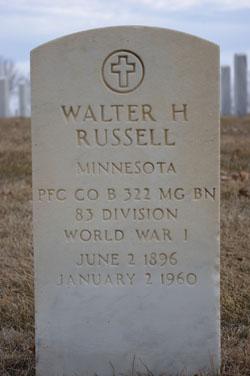 WALTER H
RUSSELL
MINNESOTA
PFC CO B 322 MG BN
83 DIVISION
WORLD WAR I
JUNE 2 1896
JANUARY 2 1960